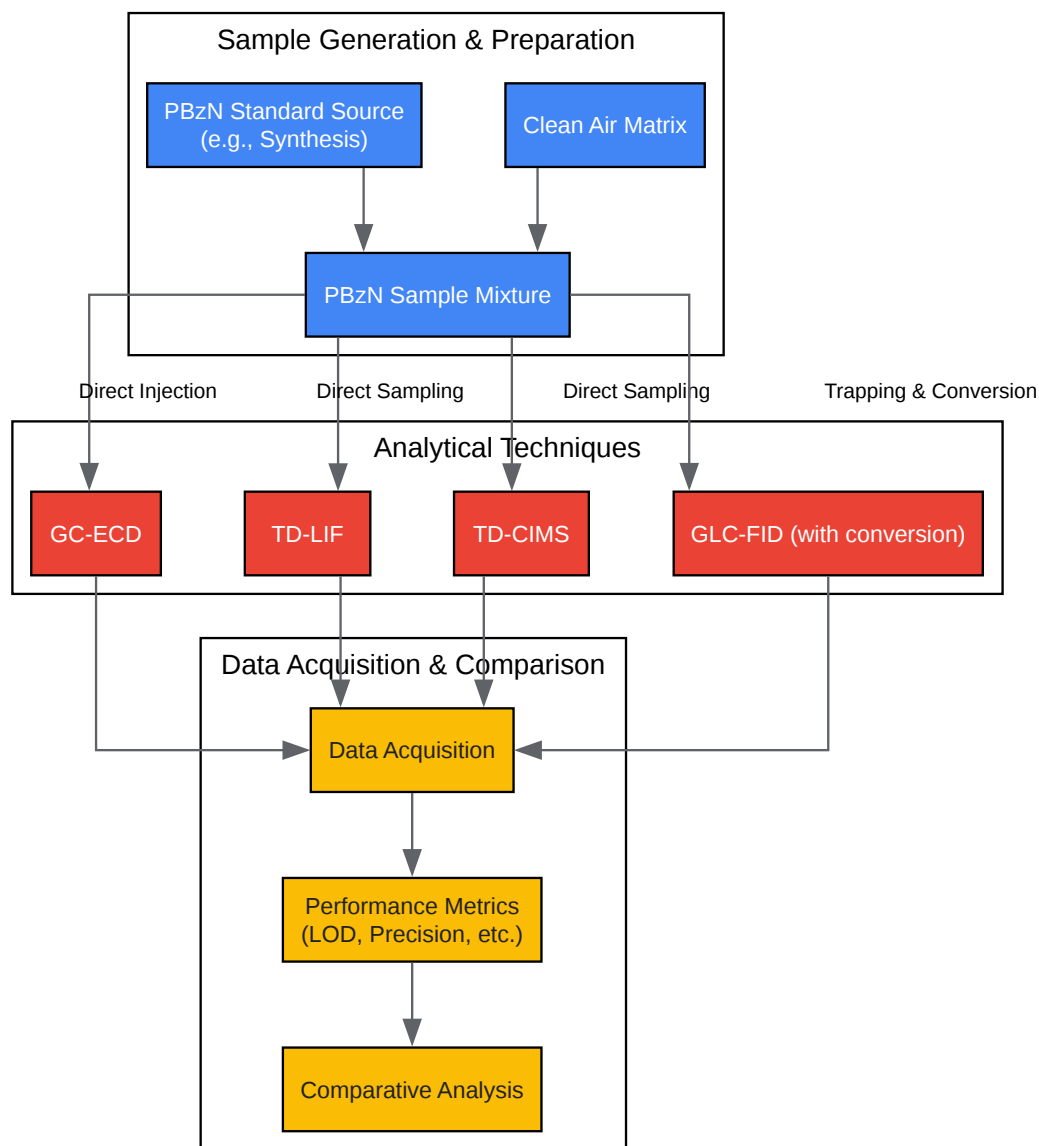 Sample Generation & Preparation
PBzN Standard Source
(e.g., Synthesis)
Clean Air Matrix
PBzN Sample Mixture
Direct Injection
Direct Sampling
Direct Sampling
Trapping & Conversion
Analytical Techniques
GC-ECD
TD-LIF
TD-CIMS
GLC-FID (with conversion)
Data Acquisition & Comparison
Data Acquisition
Performance Metrics
(LOD, Precision, etc.)
Comparative Analysis